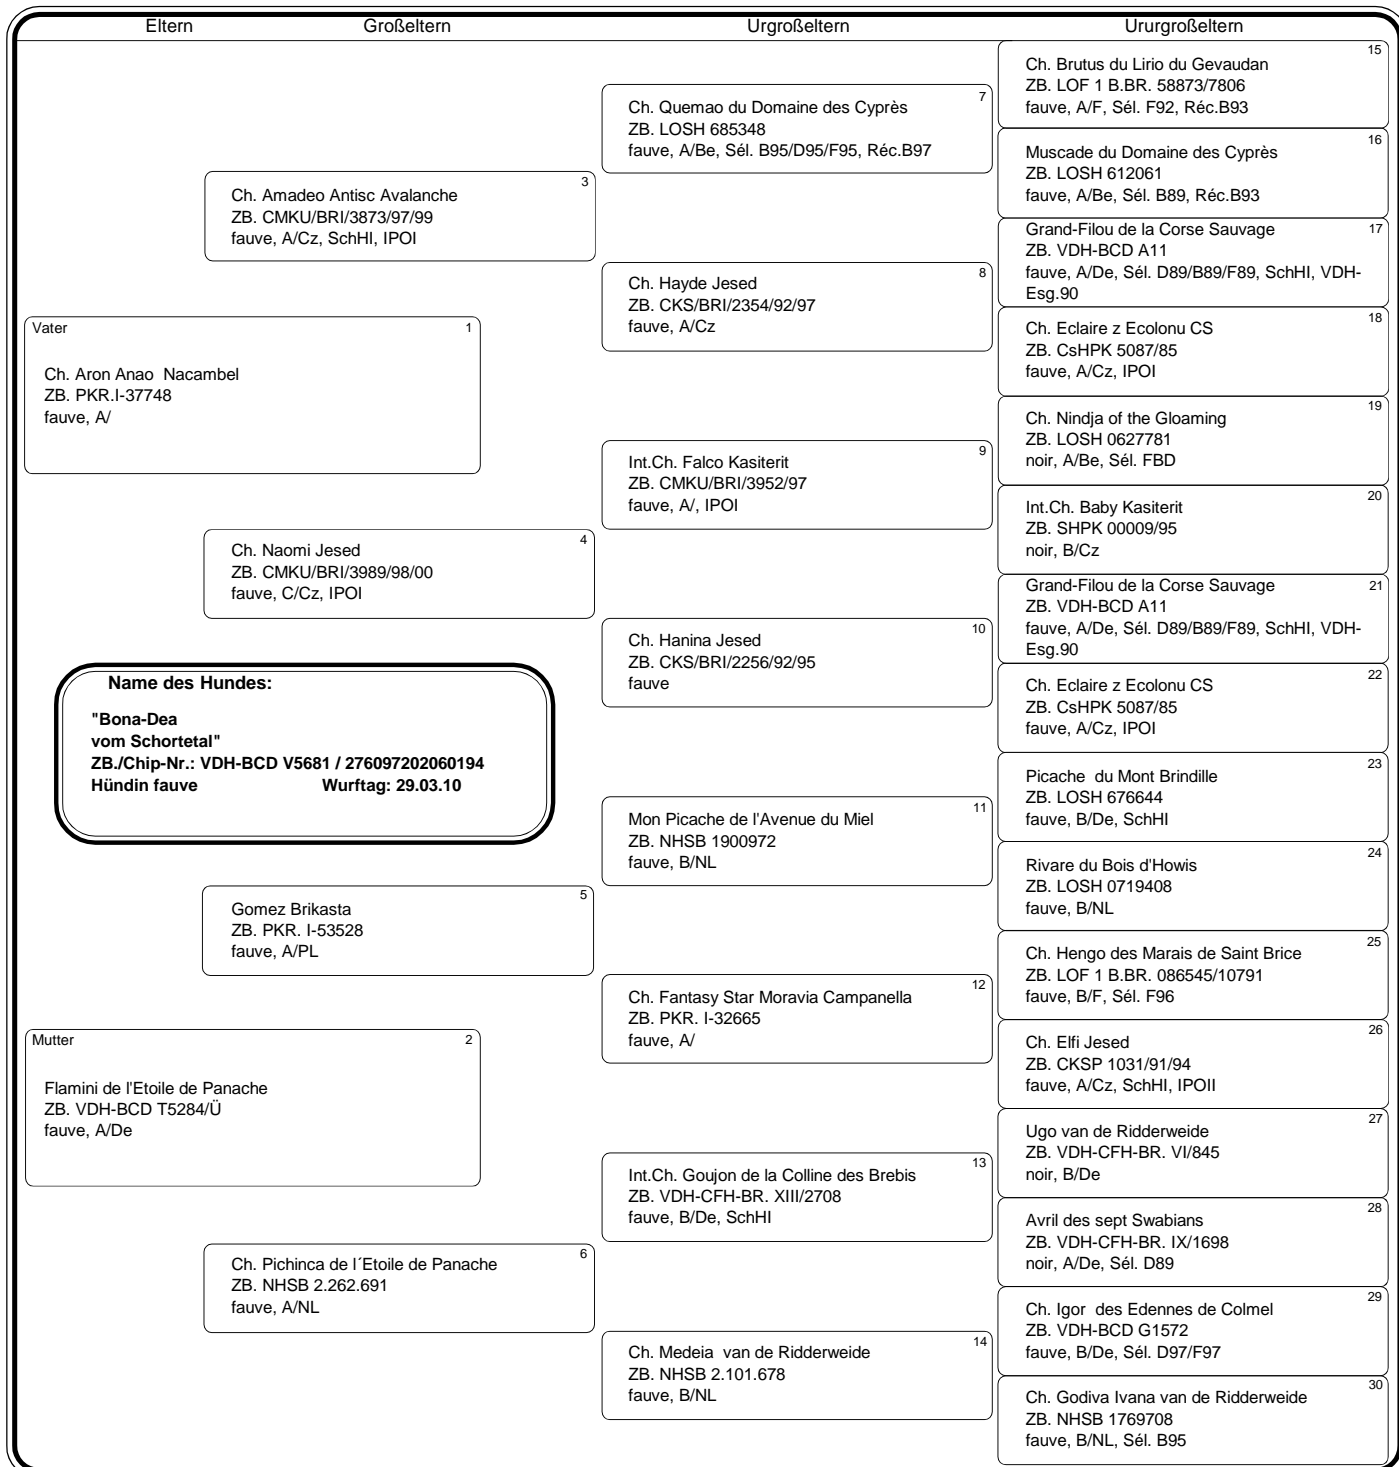 Eltern Großeltern Urgroßeltern Ururgroßeltern
Vater 1
Ch. Aron Anao  Nacambel
ZB. PKR.I-37748
fauve, A/
Mutter 2
Flamini de l'Etoile de Panache
ZB. VDH-BCD T5284/Ü
fauve, A/De
Name des Hundes:
"Bona-Dea
vom Schortetal"
ZB./Chip-Nr.: VDH-BCD V5681 / 276097202060194
Hündin fauve Wurftag: 29.03.10
3
Ch. Amadeo Antisc Avalanche
ZB. CMKU/BRI/3873/97/99
fauve, A/Cz, SchHI, IPOI
4
Ch. Naomi Jesed
ZB. CMKU/BRI/3989/98/00
fauve, C/Cz, IPOI
5
Gomez Brikasta
ZB. PKR. I-53528
fauve, A/PL
6
Ch. Pichinca de l´Etoile de Panache
ZB. NHSB 2.262.691
fauve, A/NL
7
Ch. Quemao du Domaine des Cyprès
ZB. LOSH 685348
fauve, A/Be, Sél. B95/D95/F95, Réc.B97
8
Ch. Hayde Jesed
ZB. CKS/BRI/2354/92/97
fauve, A/Cz
9
Int.Ch. Falco Kasiterit
ZB. CMKU/BRI/3952/97
fauve, A/, IPOI
10
Ch. Hanina Jesed
ZB. CKS/BRI/2256/92/95
fauve
11
Mon Picache de l'Avenue du Miel
ZB. NHSB 1900972
fauve, B/NL
12
Ch. Fantasy Star Moravia Campanella
ZB. PKR. I-32665
fauve, A/
13
Int.Ch. Goujon de la Colline des Brebis
ZB. VDH-CFH-BR. XIII/2708
fauve, B/De, SchHI
14
Ch. Medeia  van de Ridderweide
ZB. NHSB 2.101.678
fauve, B/NL
15
Ch. Brutus du Lirio du Gevaudan
ZB. LOF 1 B.BR. 58873/7806
fauve, A/F, Sél. F92, Réc.B93
16
Muscade du Domaine des Cyprès
ZB. LOSH 612061
fauve, A/Be, Sél. B89, Réc.B93
Grand-Filou de la Corse Sauvage 17
ZB. VDH-BCD A11
fauve, A/De, Sél. D89/B89/F89, SchHI, VDH-
Esg.90
18
Ch. Eclaire z Ecolonu CS
ZB. CsHPK 5087/85
fauve, A/Cz, IPOI
19
Ch. Nindja of the Gloaming
ZB. LOSH 0627781
noir, A/Be, Sél. FBD
20
Int.Ch. Baby Kasiterit
ZB. SHPK 00009/95
noir, B/Cz
Grand-Filou de la Corse Sauvage 21
ZB. VDH-BCD A11
fauve, A/De, Sél. D89/B89/F89, SchHI, VDH-
Esg.90
22
Ch. Eclaire z Ecolonu CS
ZB. CsHPK 5087/85
fauve, A/Cz, IPOI
23
Picache  du Mont Brindille
ZB. LOSH 676644
fauve, B/De, SchHI
24
Rivare du Bois d'Howis
ZB. LOSH 0719408
fauve, B/NL
25
Ch. Hengo des Marais de Saint Brice
ZB. LOF 1 B.BR. 086545/10791
fauve, B/F, Sél. F96
26
Ch. Elfi Jesed
ZB. CKSP 1031/91/94
fauve, A/Cz, SchHI, IPOII
27
Ugo van de Ridderweide
ZB. VDH-CFH-BR. VI/845
noir, B/De
28
Avril des sept Swabians
ZB. VDH-CFH-BR. IX/1698
noir, A/De, Sél. D89
29
Ch. Igor  des Edennes de Colmel
ZB. VDH-BCD G1572
fauve, B/De, Sél. D97/F97
30
Ch. Godiva Ivana van de Ridderweide
ZB. NHSB 1769708
fauve, B/NL, Sél. B95